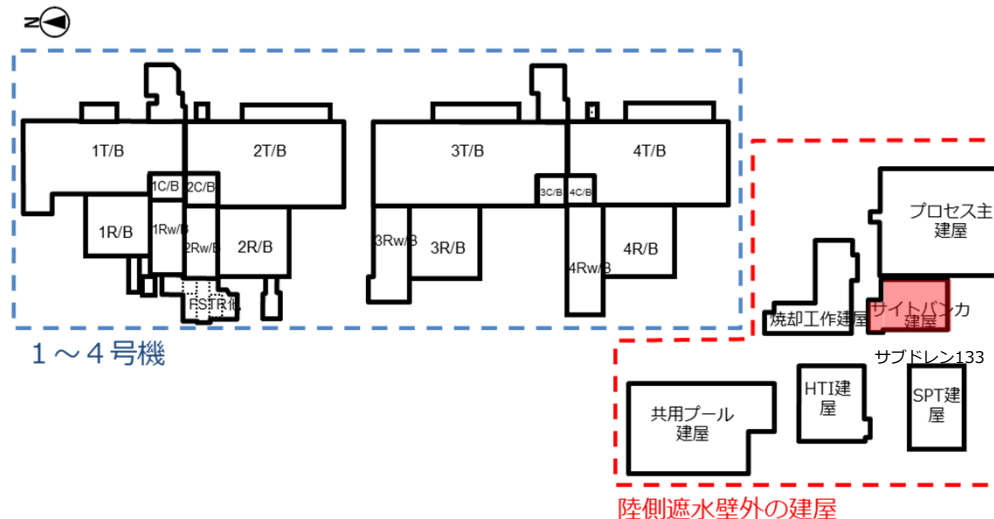 N
1T/B
2T/B
3T/B
4T/B
1C/B
2C/B
3C/B
4C/B
1R/B
1Rw/B
2Rw/B
2R/B
3Rw/B
3R/B
4Rw/B
4R/B
FSTR他
1～4号機
プロセス主
建屋
焼却工作建屋
サイトバンカ
建屋
サブドレン133
共用プール
建屋
HTI建
屋
SPT建
屋
陸側遮水壁外の建屋